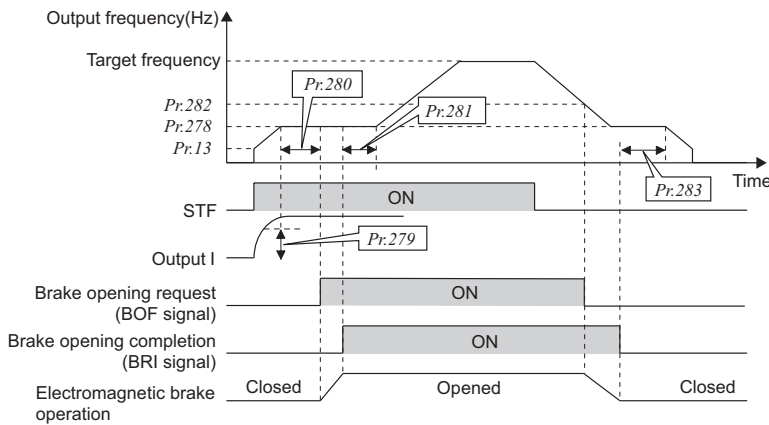 Output frequency(Hz)
Target frequency
Pr.280
Pr.282
Pr.281
Pr.278
Pr.13
Time
Pr.283
STF
ON
Pr.279
Output I
Brake opening request
(BOF signal)
ON
Brake opening completion
(BRI signal)
ON
Electromagnetic brake
operation
Closed
Opened
Closed